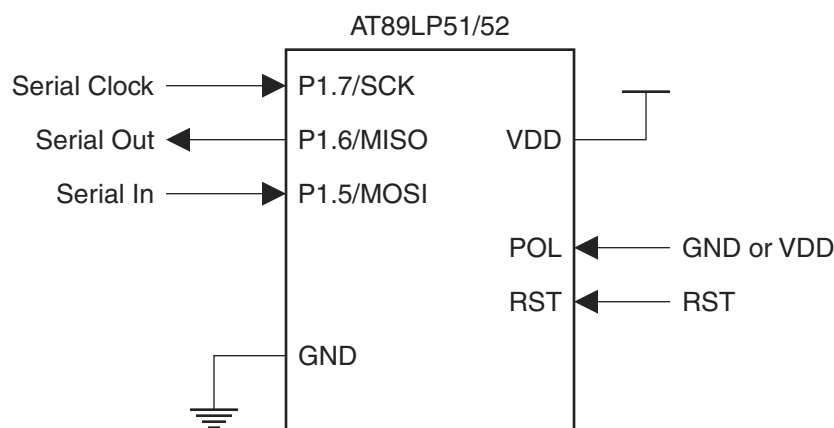 AT89LP51/52
Serial Clock
P1.7/SCK
Serial Out
P1.6/MISO
VDD
Serial In
P1.5/MOSI
POL
GND or VDD
RST
RST
GND